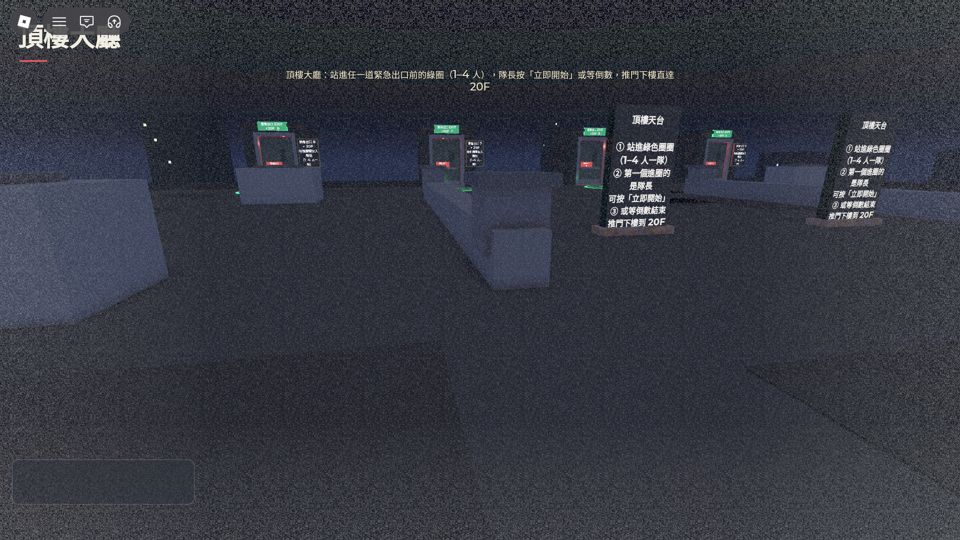 頂樓大廳
頂樓大廳：站進任一道緊急出口前的綠圈（1–4 人），隊長按「立即開始」或等倒數，推門下樓直達
20F
頂樓天台
① 站進綠色圈圈
（1–4 人一隊）
② 第一個進圈的
是隊長
可按「立即開始」
③ 或等倒數結束
推門下樓到 20F
頂樓天台
① 站進綠色圈圈
（1–4 人一隊）
② 第一個進圈的
是隊長
可按「立即開始」
③ 或等倒數結束
推門下樓到 20F